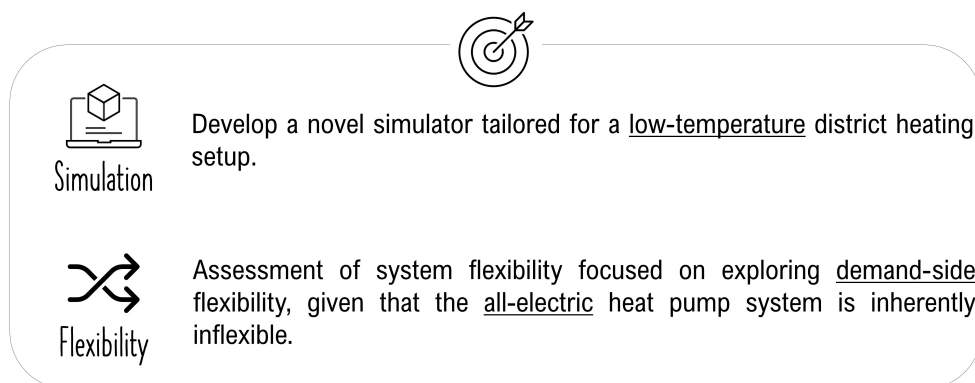 Develop a novel simulator tailored for a low-temperature district heating
setup.
Simulation
Assessment of system flexibility focused on exploring demand-side
flexibility, given that the all-electric heat pump system is inherently
inflexible.
Flexibility